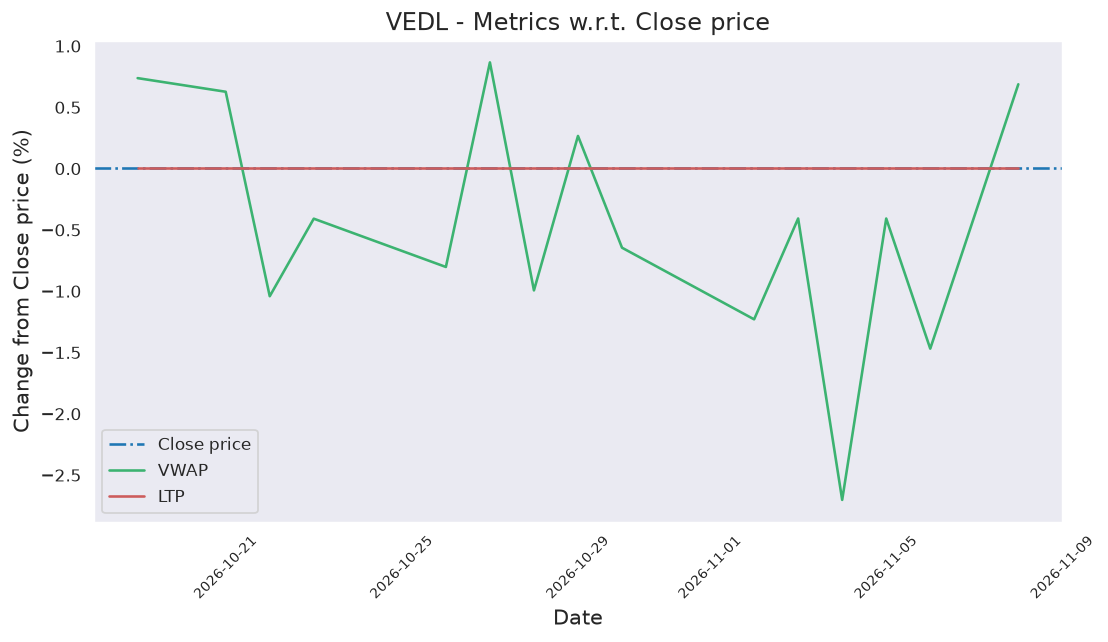 VEDL - Metrics w.r.t. Close price
Change from Close price (%)
1.0
0.5
0.0
−0.5
−1.0
−1.5
−2.0
−2.5
Close price
VWAP
LTP
2026-10-21
2026-10-25
2026-10-29
2026-11-01
2026-11-05
2026-11-09
Date